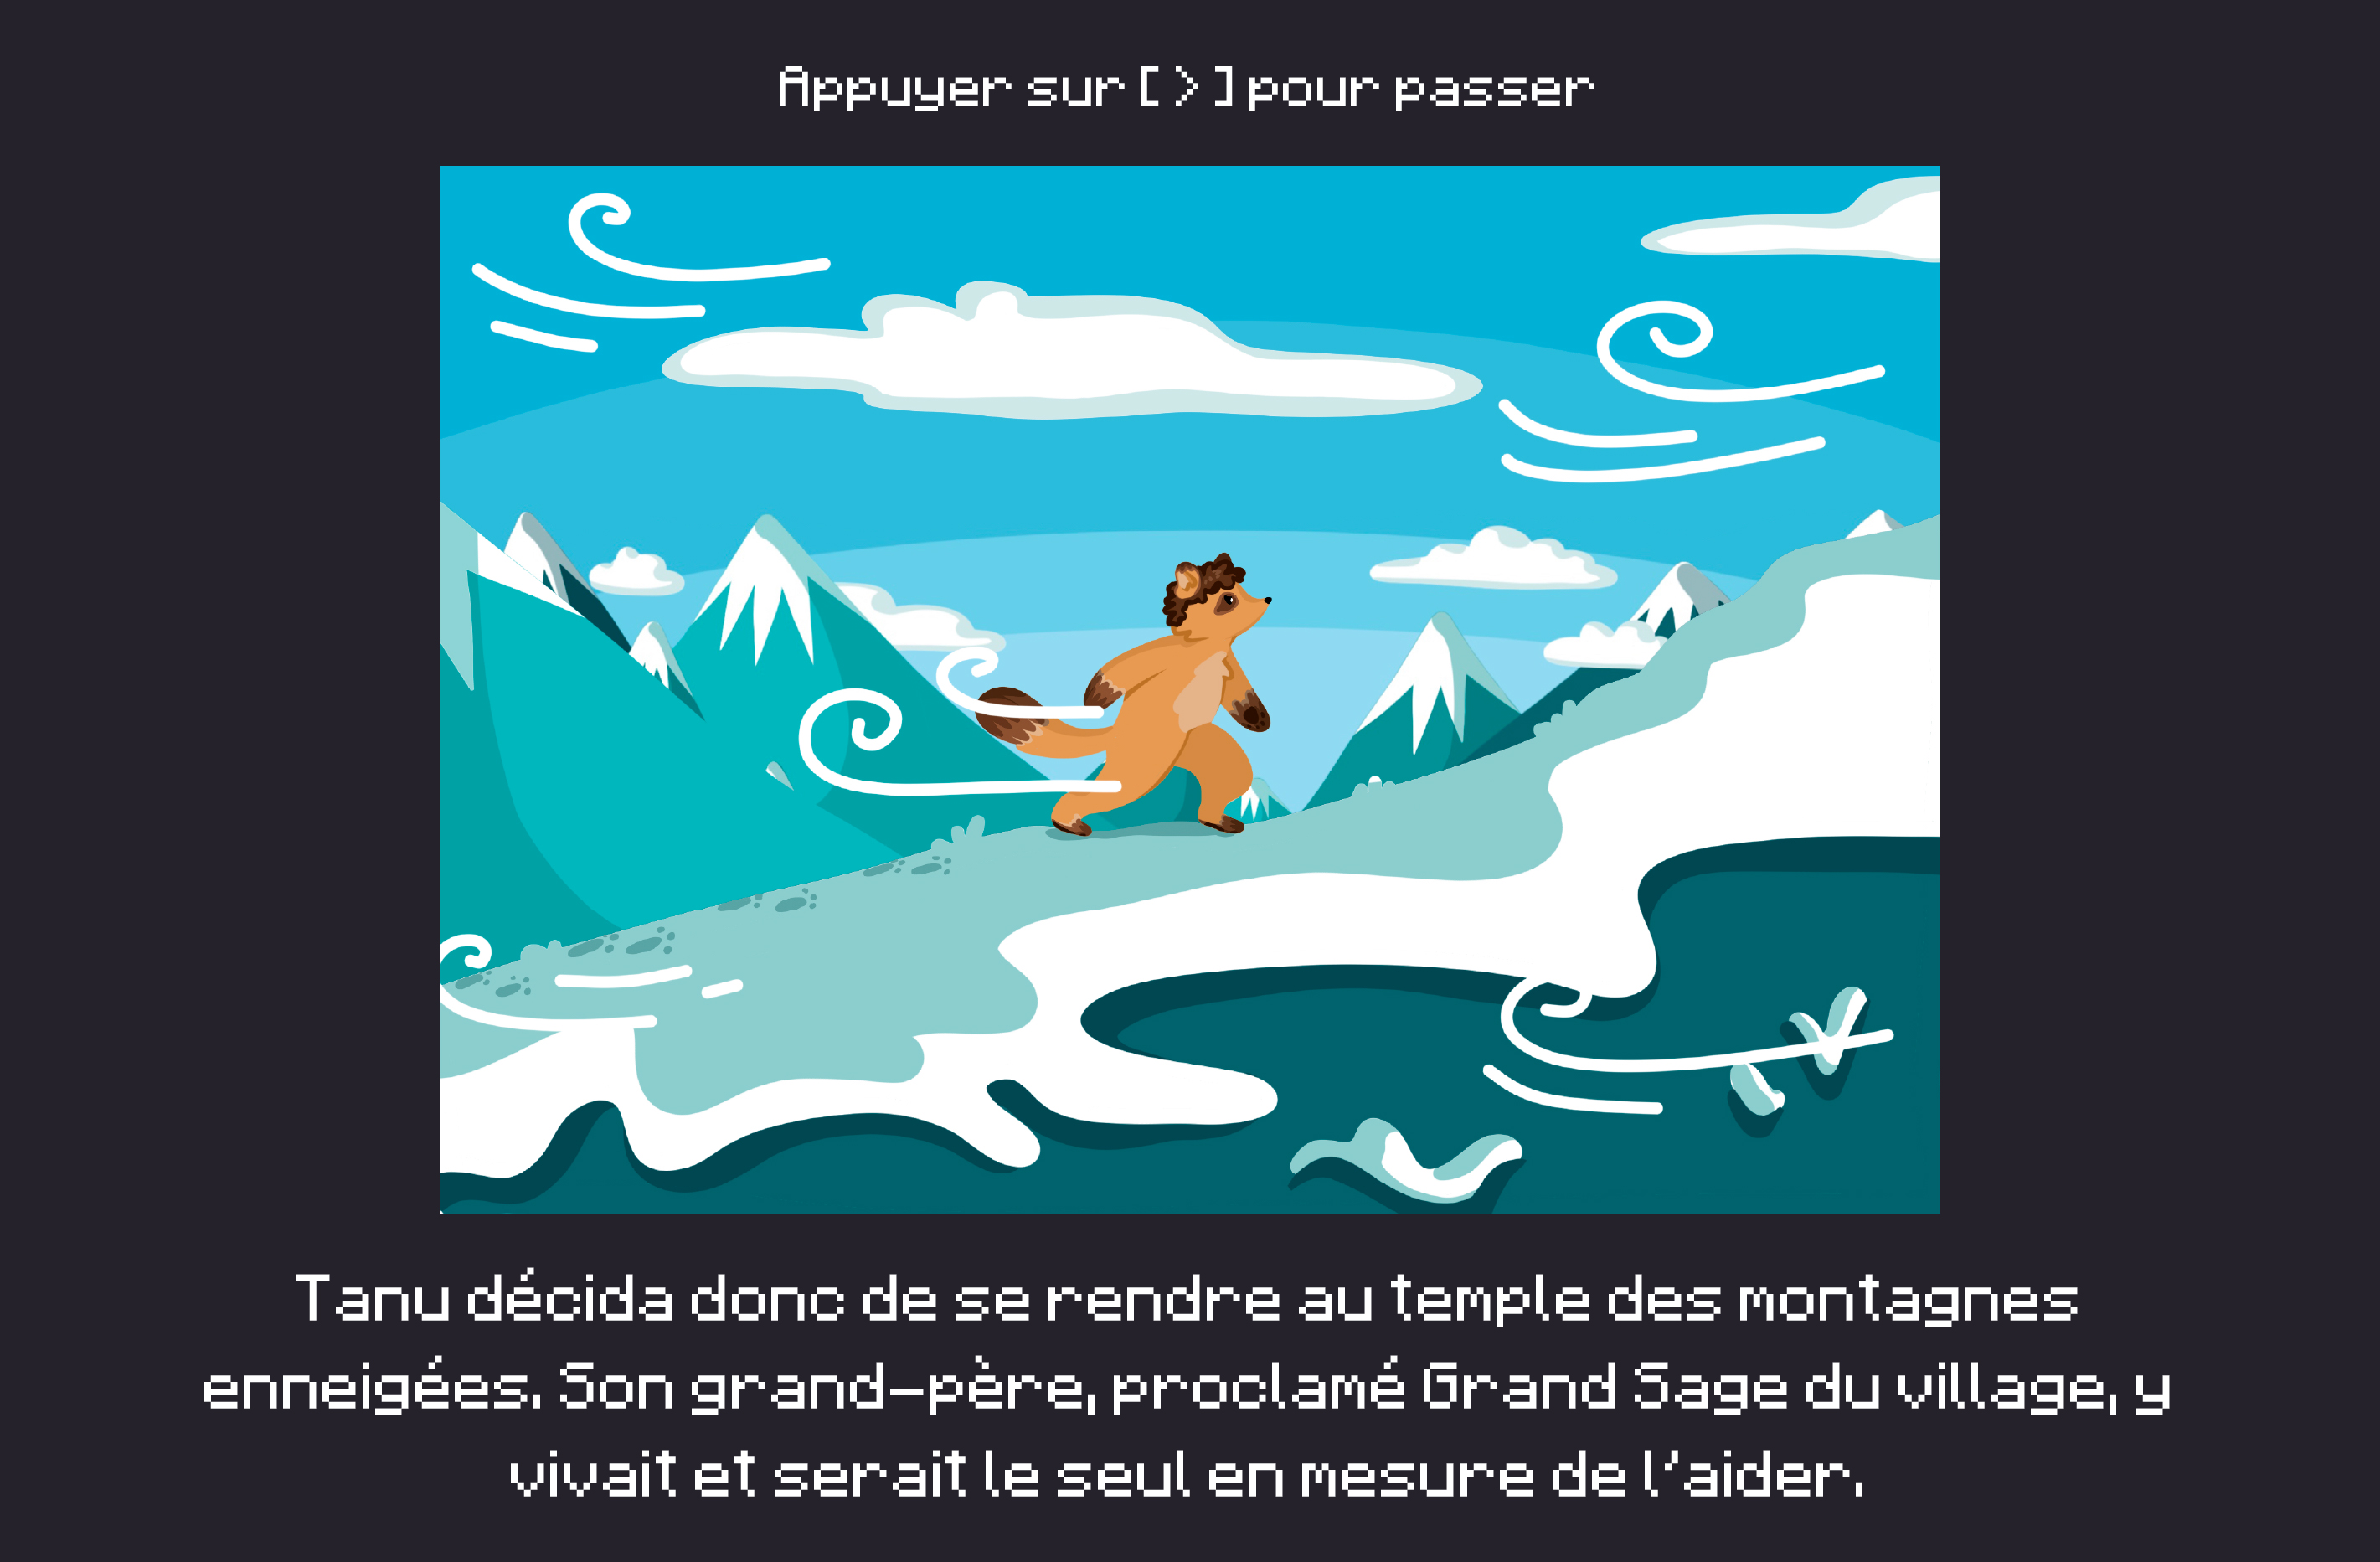 Appuyer sur [>] pour passer
Tanu décida donc de se rendre au temple des montagnes
enneigées. Son grand-père, proclamé Grand Sage du village, y
vivait et serait le seul en mesure de l'aider.